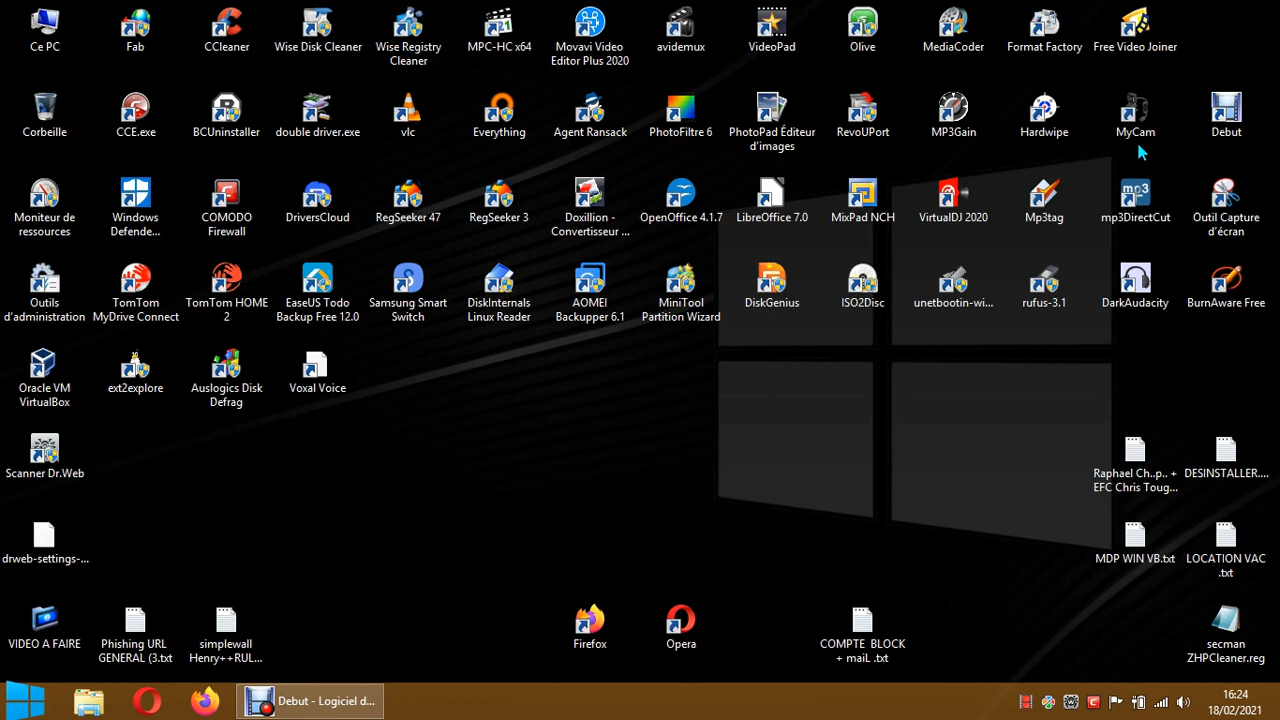 Ce PC
Fab
CCleaner
Wise Disk Cleaner
Wise Registry
Cleaner
MPC-HC x64
Movavi Video
Editor Plus 2020
avidemux
VideoPad
Olive
MediaCoder
Format Factory
Free Video Joiner
Corbeille
CCE.exe
BCUninstaller
double driver.exe
vlc
Everything
Agent Ransack
PhotoFiltre 6
PhotoPad Éditeur
d'images
RevoUPort
MP3Gain
Hardwipe
MyCam
Debut
Moniteur de
ressources
Windows
Defende...
COMODO
Firewall
DriversCloud
RegSeeker 47
RegSeeker 3
Doxillion -
Convertisseur ...
OpenOffice 4.1.7
LibreOffice 7.0
MixPad NCH
VirtualDJ 2020
Mp3tag
mp3
mp3DirectCut
Outil Capture
d'écran
Outils
d'administration
TomTom
MyDrive Connect
TomTom HOME
2
EaseUS Todo
Backup Free 12.0
Samsung Smart
Switch
DiskInternals
Linux Reader
AOMEI
Backupper 6.1
MiniTool
Partition Wizard
DiskGenius
ISO2Disc
unetbootin-wi...
rufus-3.1
DarkAudacity
BurnAware Free
Oracle VM
VirtualBox
ext2explore
Auslogics Disk
Defrag
Voxal Voice
Scanner Dr.Web
Raphael Ch..p.. +
EFC Chris Toug...
DESINSTALLER....
drweb-settings-...
MDP WIN VB.txt
LOCATION VAC
.txt
VIDEO A FAIRE
Phishing URL
GENERAL (3.txt
simplewall
Henry++RUL...
Firefox
Opera
COMPTE BLOCK
+ maiL .txt
secman
ZHPCleaner.reg
Debut - Logiciel d...
16:24
18/02/2021